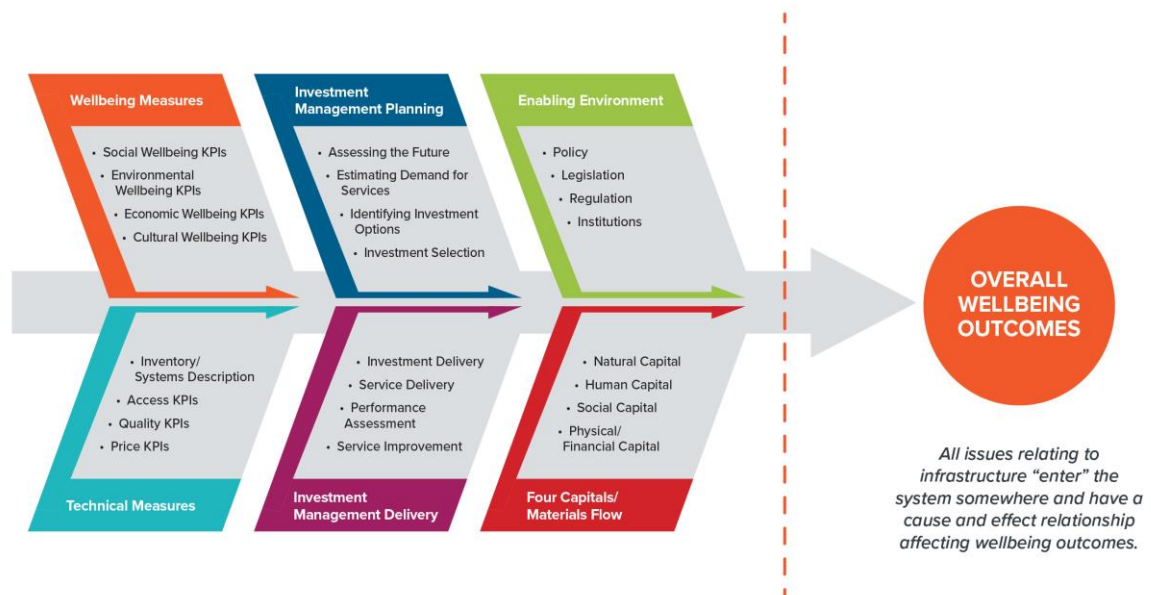 Wellbeing Measures
• Social Wellbeing KPIs
• Environmental
Wellbeing KPIs
• Economic Wellbeing KPIs
• Cultural Wellbeing KPIs
Investment
Management Planning
• Assessing the Future
• Estimating Demand for
Services
• Identifying Investment
Options
• Investment Selection
Enabling Environment
• Policy
• Legislation
• Regulation
• Institutions
• Inventory/
Systems Description
• Access KPIs
• Quality KPIs
• Price KPIs
Technical Measures
• Investment Delivery
• Service Delivery
• Performance
Assessment
• Service Improvement
Investment
Management Delivery
• Natural Capital
• Human Capital
• Social Capital
• Physical/
Financial Capital
Four Capitals/
Materials Flow
OVERALL
WELLBEING
OUTCOMES
All issues relating to
infrastructure “enter” the
system somewhere and have a
cause and effect relationship
affecting wellbeing outcomes.